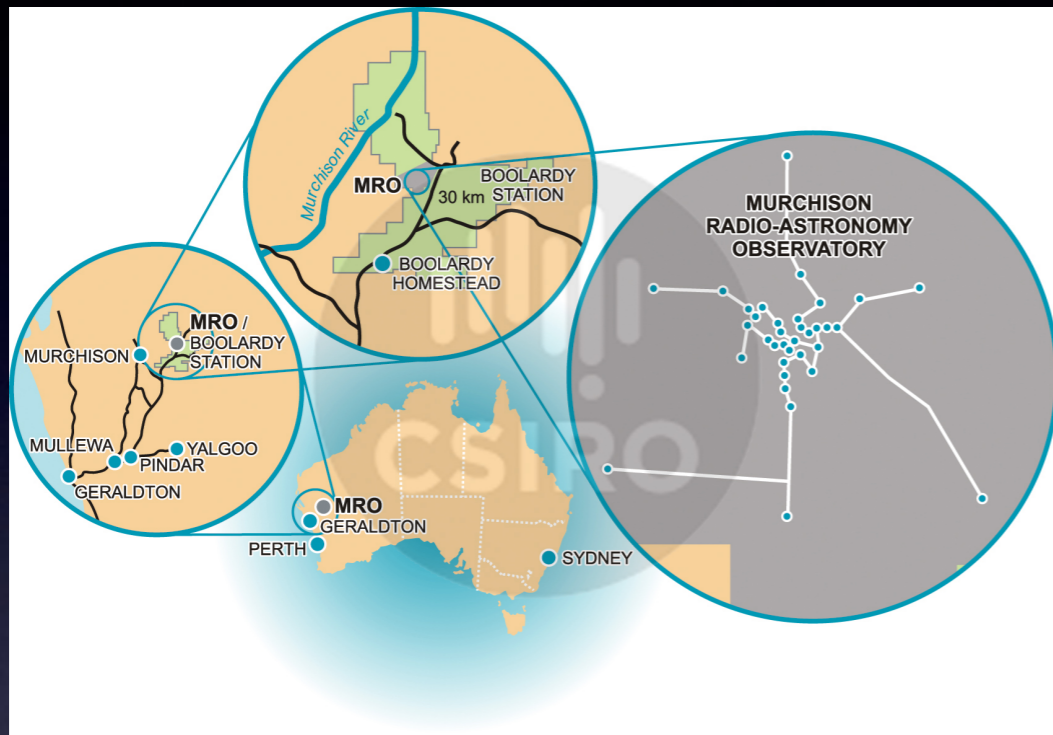 Murchison River
MRO
30 km
BOOLARDY
STATION
BOOLARDY
HOMESTEAD
MURCHISON
RADIO-ASTRONOMY
OBSERVATORY
MRO /
BOOLARDY
STATION
MURCHISON
MULLEWA
YALGOO
PINDAR
GERALDTON
CSIRO
MRO
GERALDTON
PERTH
SYDNEY